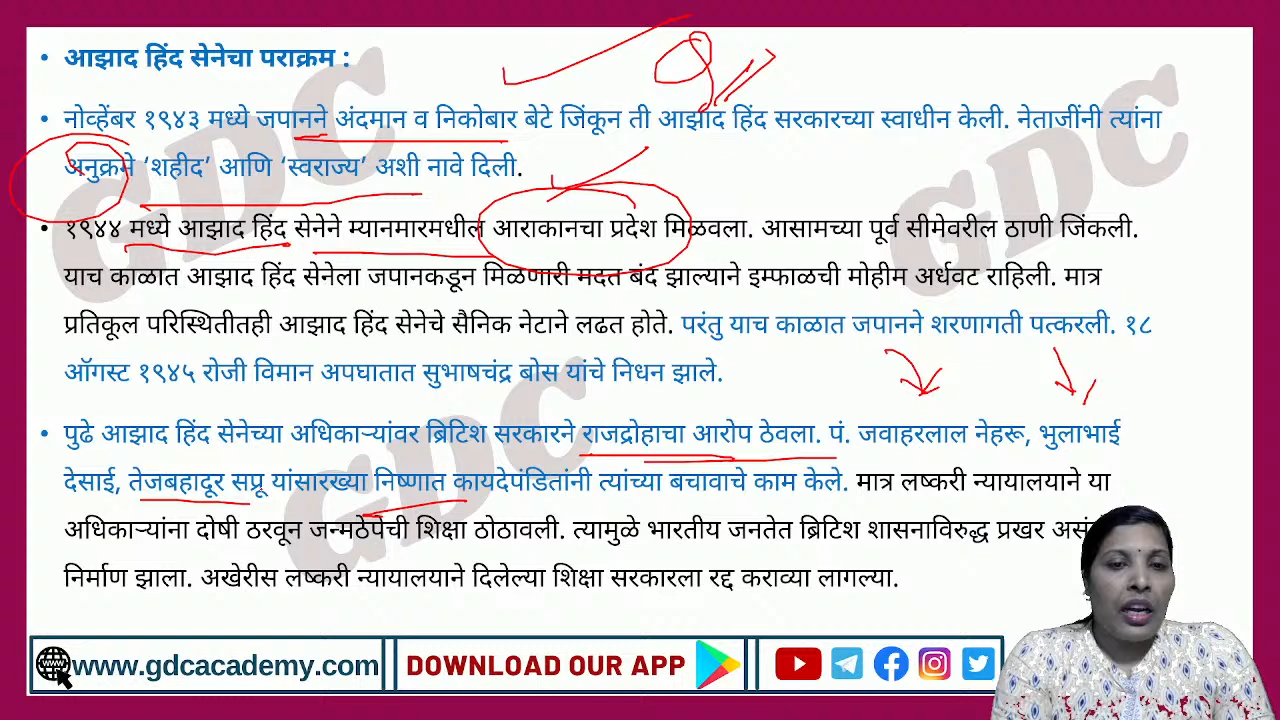 • आझाद हिंद सेनेचा पराक्रम :
• नोव्हेंबर १९४३ मध्ये जपानने अंदमान व निकोबार बेटे जिंकून ती आझाद हिंद सरकारच्या स्वाधीन केली. नेताजींनी त्यांना
अनुक्रमे ‘शहीद’ आणि ‘स्वराज्य’ अशी नावे दिली.
• १९४४ मध्ये आझाद हिंद सेनेने म्यानमारमधील आराकानचा प्रदेश मिळवला. आसामच्या पूर्व सीमेवरील ठाणी जिंकली.
याच काळात आझाद हिंद सेनेला जपानकडून मिळणारी मदत बंद झाल्याने इम्फाळची मोहीम अर्धवट राहिली. मात्र
प्रतिकूल परिस्थितीतही आझाद हिंद सेनेचे सैनिक नेटाने लढत होते. परंतु याच काळात जपानने शरणागती पत्करली. १८
ऑगस्ट १९४५ रोजी विमान अपघातात सुभाषचंद्र बोस यांचे निधन झाले.
• पुढे आझाद हिंद सेनेच्या अधिकाऱ्यांवर ब्रिटिश सरकारने राजद्रोहाचा आरोप ठेवला. पं. जवाहरलाल नेहरू, भुलाभाई
देसाई, तेजबहादूर सप्रू यांसारख्या निष्णात कायदेपंडितांनी त्यांच्या बचावाचे काम केले. मात्र लष्करी न्यायालयाने या
अधिकाऱ्यांना दोषी ठरवून जन्मठेपेची शिक्षा ठोठावली. त्यामुळे भारतीय जनतेत ब्रिटिश शासनाविरुद्ध प्रखर
निर्माण झाला. अखेरीस लष्करी न्यायालयाने दिलेल्या शिक्षा सरकारला रद्द कराव्या लागल्या.
GDC
GDC
GDC
www.gdcacademy.com
DOWNLOAD OUR APP